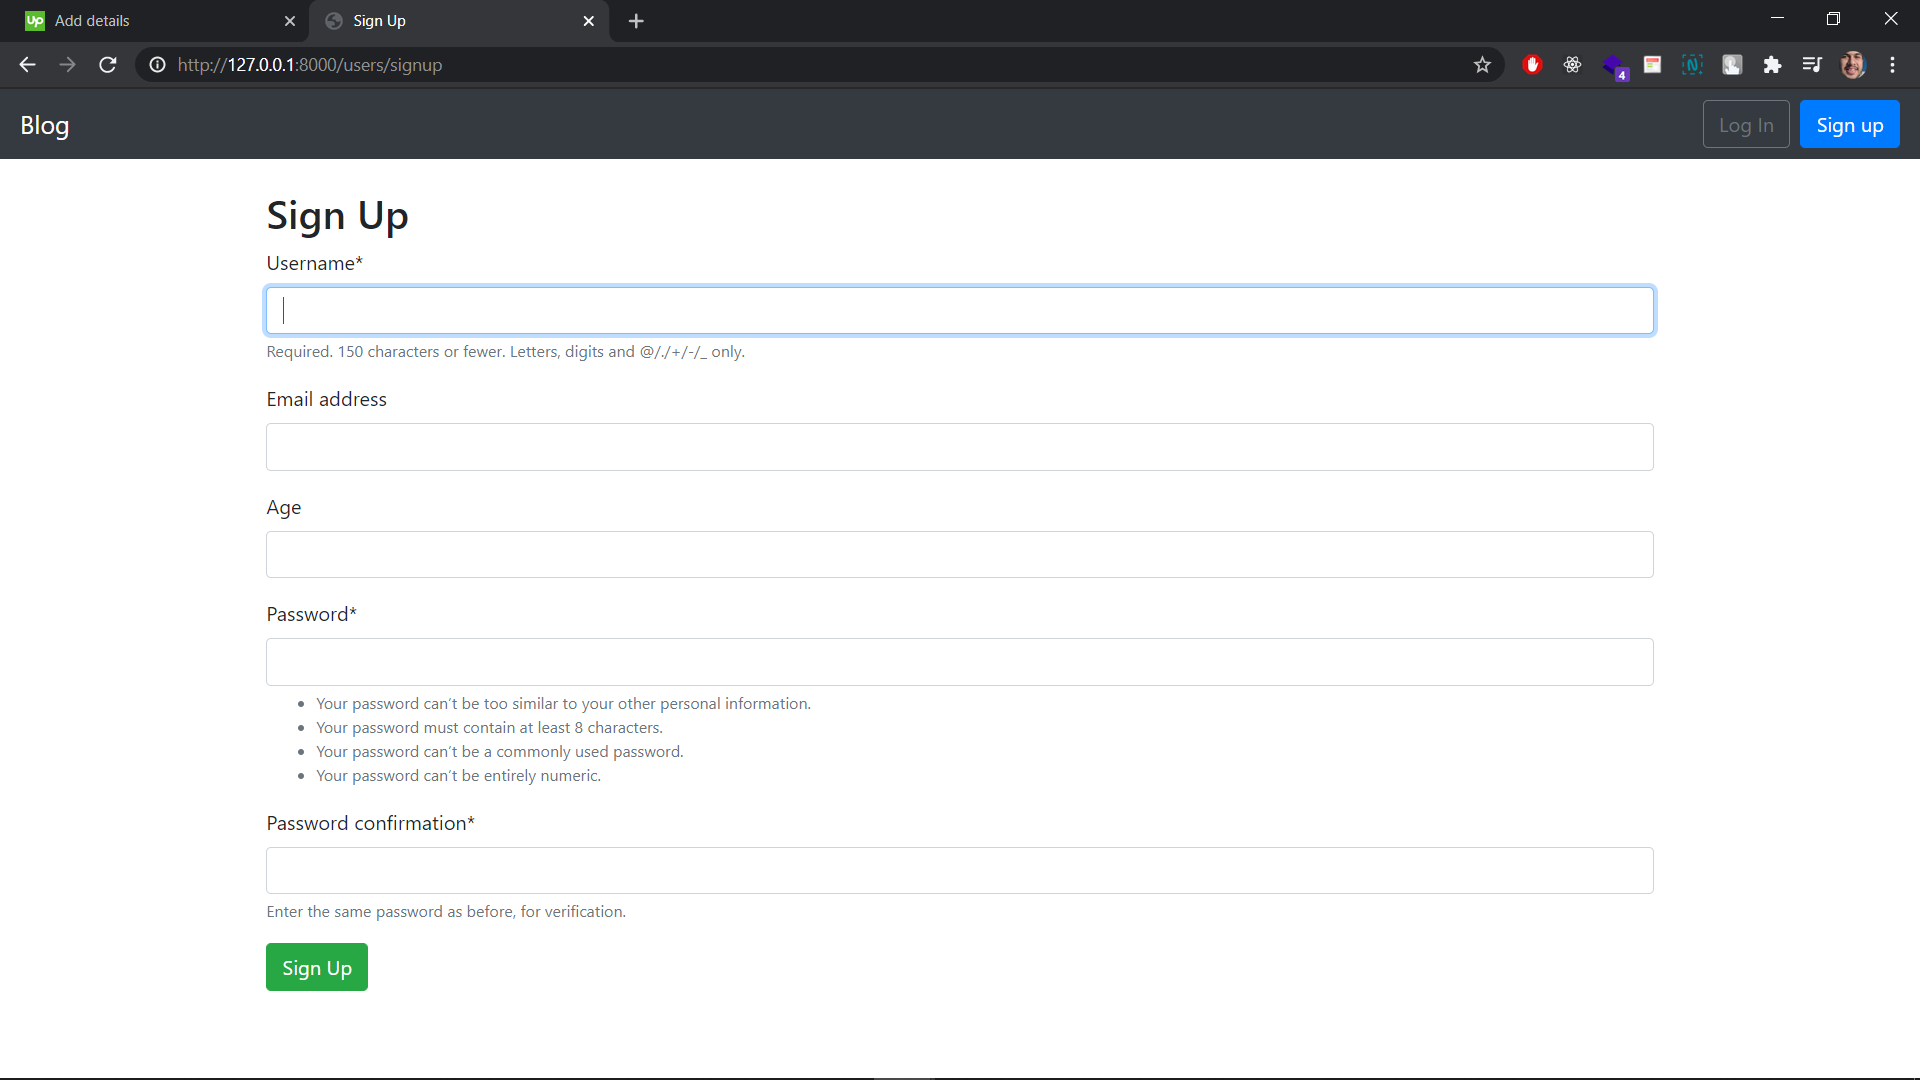 up Add details
Sign Up
http://127.0.0.1:8000/users/signup
4
Blog
Log In
Sign up
Sign Up
Username*
Required. 150 characters or fewer. Letters, digits and @/./+/-/_ only.
Email address
Age
Password*
• Your password can’t be too similar to your other personal information.
• Your password must contain at least 8 characters.
• Your password can’t be a commonly used password.
• Your password can’t be entirely numeric.
Password confirmation*
Enter the same password as before, for verification.
Sign Up